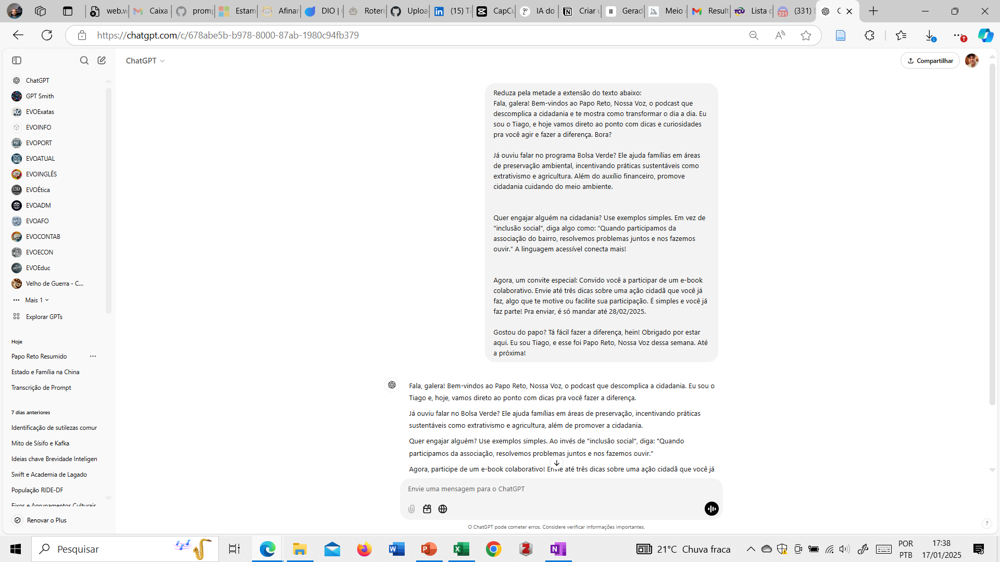 web.w
Caixa
promp
Estam
Afinan
DIO |
Roteri
Uploa
(15) Ti
CapCu
IA do
Criar u
Gerad
Meio
Result
Lista d
(331)
https://chatgpt.com/c/678abe5b-b978-8000-87ab-1980c94fb379
ChatGPT
Compartilhar
ChatGPT
GPT Smith
EVOExatas
EVOINFO
EVOPORT
EVOATUAL
EVOINGLÊS
EVOÉtica
EVOADM
EVOAFO
EVOCONTAB
EVOECON
EVOEduc
Velho de Guerra - C...
Mais 1
Explorar GPTs
Hoje
Papo Reto Resumido
Estado e Família na China
Transcrição de Prompt
7 dias anteriores
Identificação de sutilezas comur
Mito de Sísifo e Kafka
Ideias chave Brevidade Inteligen
Swift e Academia de Lagado
População RIDE-DF
Eixos e Agrupamentos Culturais
Renovar o Plus
Reduza pela metade a extensão do texto abaixo:
Fala, galera! Bem-vindos ao Papo Reto, Nossa Voz, o podcast que
descomplica a cidadania e te mostra como transformar o dia a dia. Eu
sou o Tiago, e hoje vamos direto ao ponto com dicas e curiosidades
pra você agir e fazer a diferença. Bora?
Já ouviu falar no programa Bolsa Verde? Ele ajuda famílias em áreas
de preservação ambiental, incentivando práticas sustentáveis como
extrativismo e agricultura. Além do auxílio financeiro, promove
cidadania cuidando do meio ambiente.
Quer engajar alguém na cidadania? Use exemplos simples. Em vez de
"inclusão social", diga algo como: “Quando participamos da
associação do bairro, resolvemos problemas juntos e nos fazemos
ouvir.” A linguagem acessível conecta mais!
Agora, um convite especial: Convido você a participar de um e-book
colaborativo. Envie até três dicas sobre uma ação cidadã que você já
faz, algo que te motive ou facilite sua participação. É simples e você já
faz parte! Pra enviar, é só mandar até 28/02/2025.
Gostou do papo? Tá fácil fazer a diferença, hein! Obrigado por estar
aqui. Eu sou Tiago, e esse foi Papo Reto, Nossa Voz dessa semana. Até
a próxima!
Fala, galera! Bem-vindos ao Papo Reto, Nossa Voz, o podcast que descomplica a cidadania. Eu sou o
Tiago e, hoje, vamos direto ao ponto com dicas pra você fazer a diferença.
Já ouviu falar no Bolsa Verde? Ele ajuda famílias em áreas de preservação, incentivando práticas
sustentáveis como extrativismo e agricultura, além de promover a cidadania.
Quer engajar alguém? Use exemplos simples. Ao invés de "inclusão social", diga: "Quando
participamos da associação, resolvemos problemas juntos e nos fazemos ouvir."
Agora, participe de um e-book colaborativo! Envie até três dicas sobre uma ação cidadã que você já
Envie uma mensagem para o ChatGPT
O ChatGPT pode cometer erros. Considere verificar informações importantes.
?
Pesquisar
21°C Chuva fraca
POR
PTB
17:38
17/01/2025